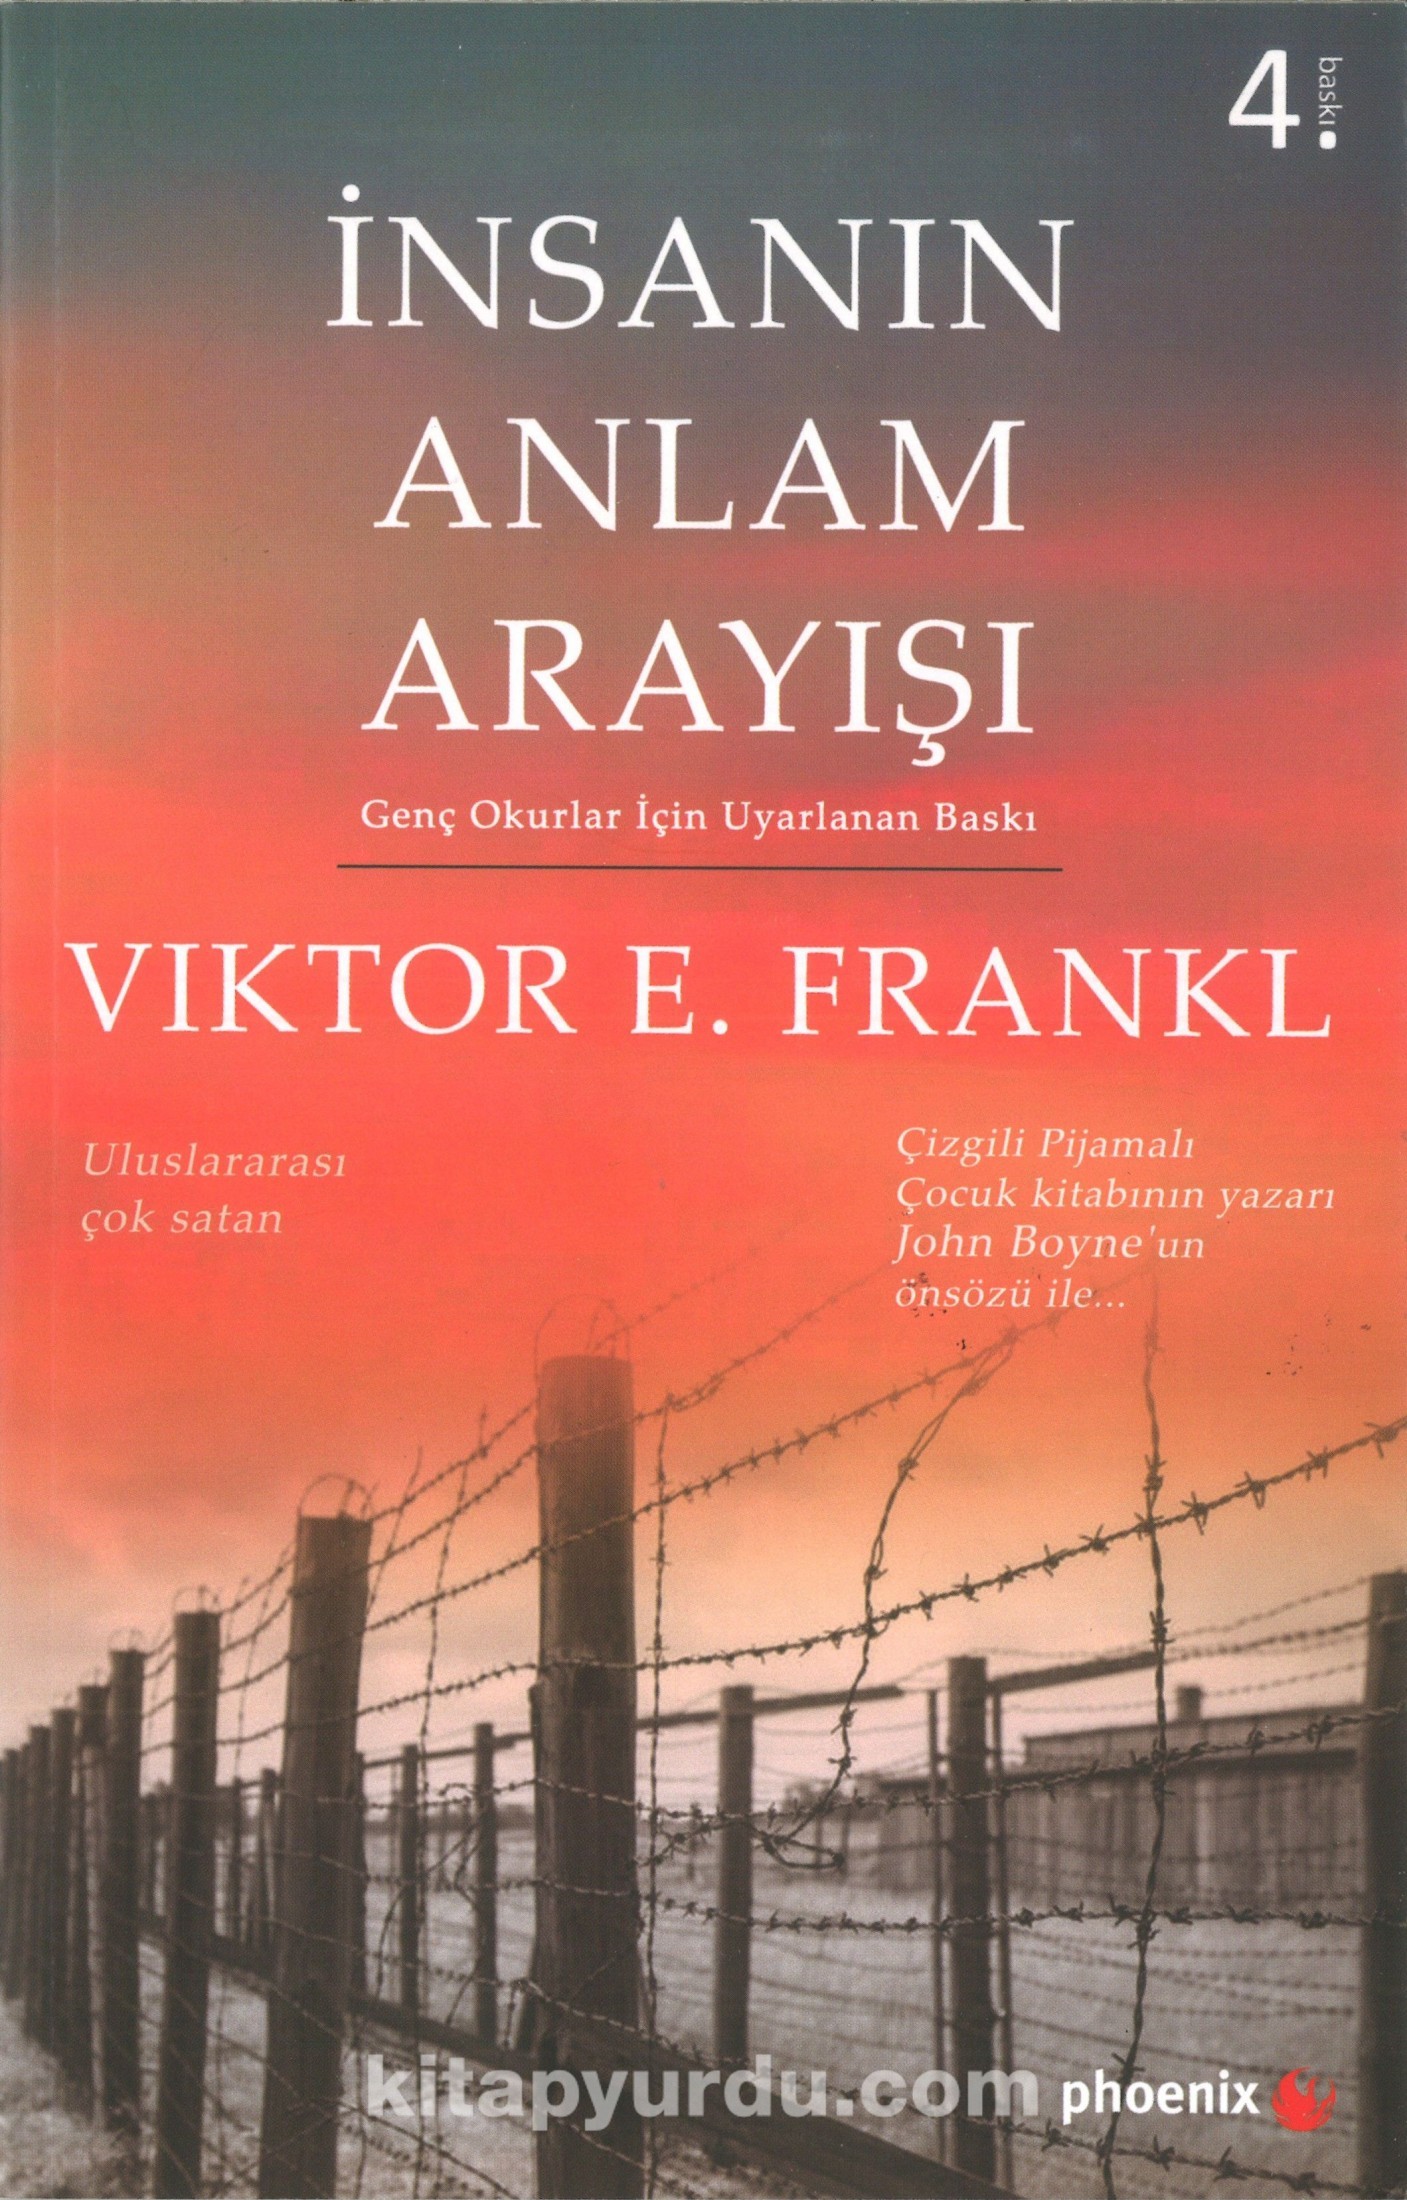 4.
baskı
İNSANIN
ANLAM
ARAYIŞI
Genç Okurlar İçin Uyarlanan Baskı
VIKTOR E. FRANKL
Uluslararası
çok satan
Çizgili Pijamalı
Çocuk kitabının yazarı
John Boyne'un
önsözü ile...
kitapyurdu.com
phoenix